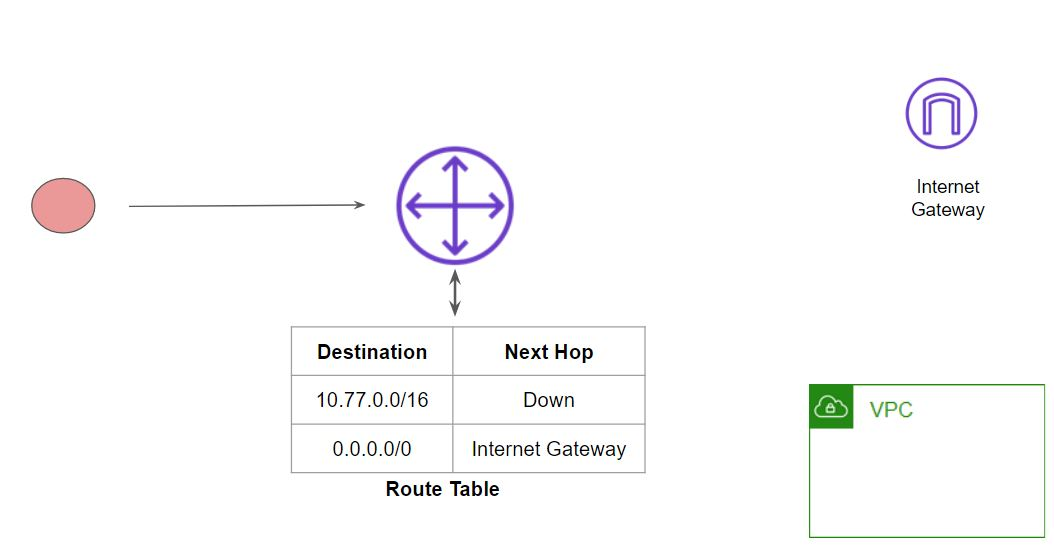 Internet
Gateway
Destination
Next Hop
10.77.0.0/16
Down
0.0.0.0/0
Internet Gateway
Route Table
VPC